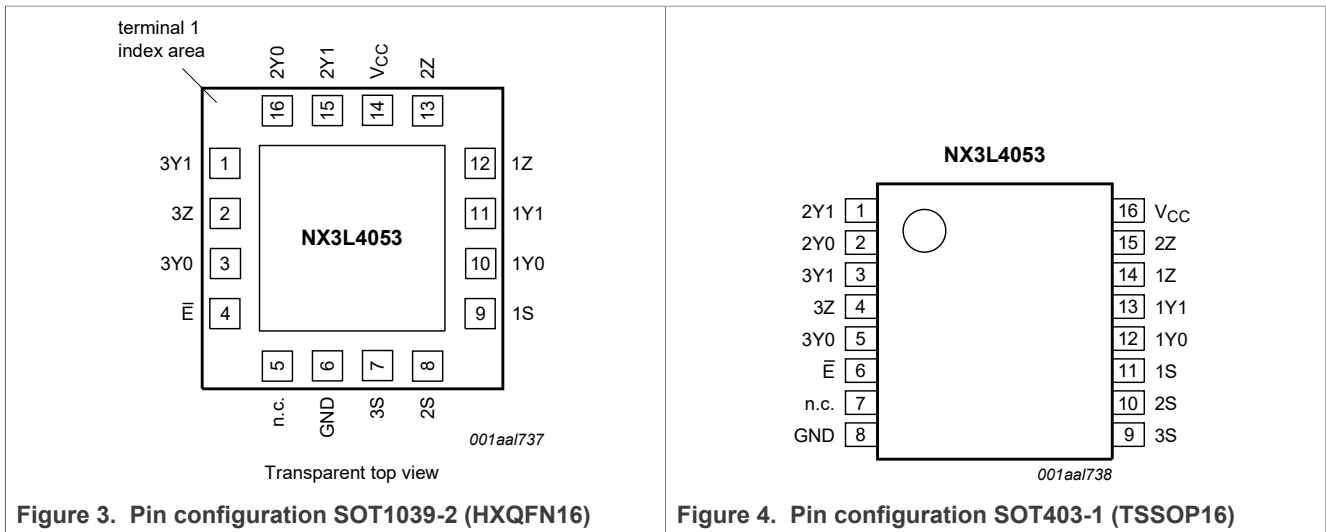 terminal 1
index area
2Y0
2Y1
VCC
2Z
16
15
14
13
3Y1 1
3Z 2
3Y0 3
E̅ 4
NX3L4053
12 1Z
11 1Y1
10 1Y0
9 1S
5
6
7
8
n.c.
GND
3S
2S
001aal737
Transparent top view
Figure 3. Pin configuration SOT1039-2 (HXQFN16)
NX3L4053
2Y1 1
2Y0 2
3Y1 3
3Z 4
3Y0 5
E̅ 6
n.c. 7
GND 8
16 VCC
15 2Z
14 1Z
13 1Y1
12 1Y0
11 1S
10 2S
9 3S
001aal738
Figure 4. Pin configuration SOT403-1 (TSSOP16)